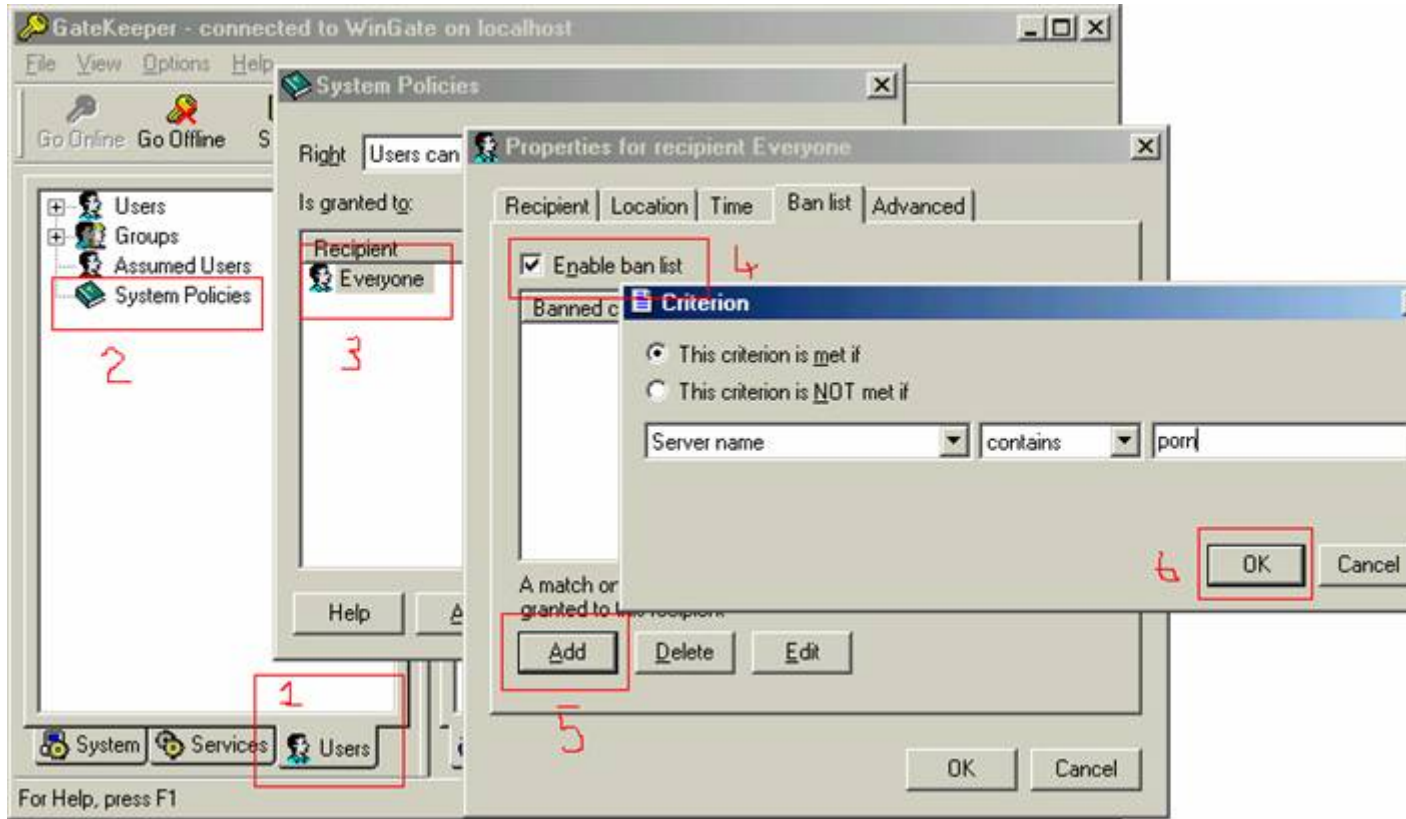 GateKeeper - connected to WinGate on localhost
File View Options Help
Go Online Go Offline S
Users
Groups
Assumed Users
System Policies
2
1
System Services Users
For Help, press F1
System Policies
Right Users can
Is granted to:
Recipient
Everyone
3
Help A
Properties for recipient Everyone
Recipient Location Time Ban list Advanced
Enable ban list 4
Banned c
A match or
granted to this recipient
Add Delete Edit
5
OK Cancel
Criterion
This criterion is met if
This criterion is NOT met if
Server name contains porn
6 OK Cancel